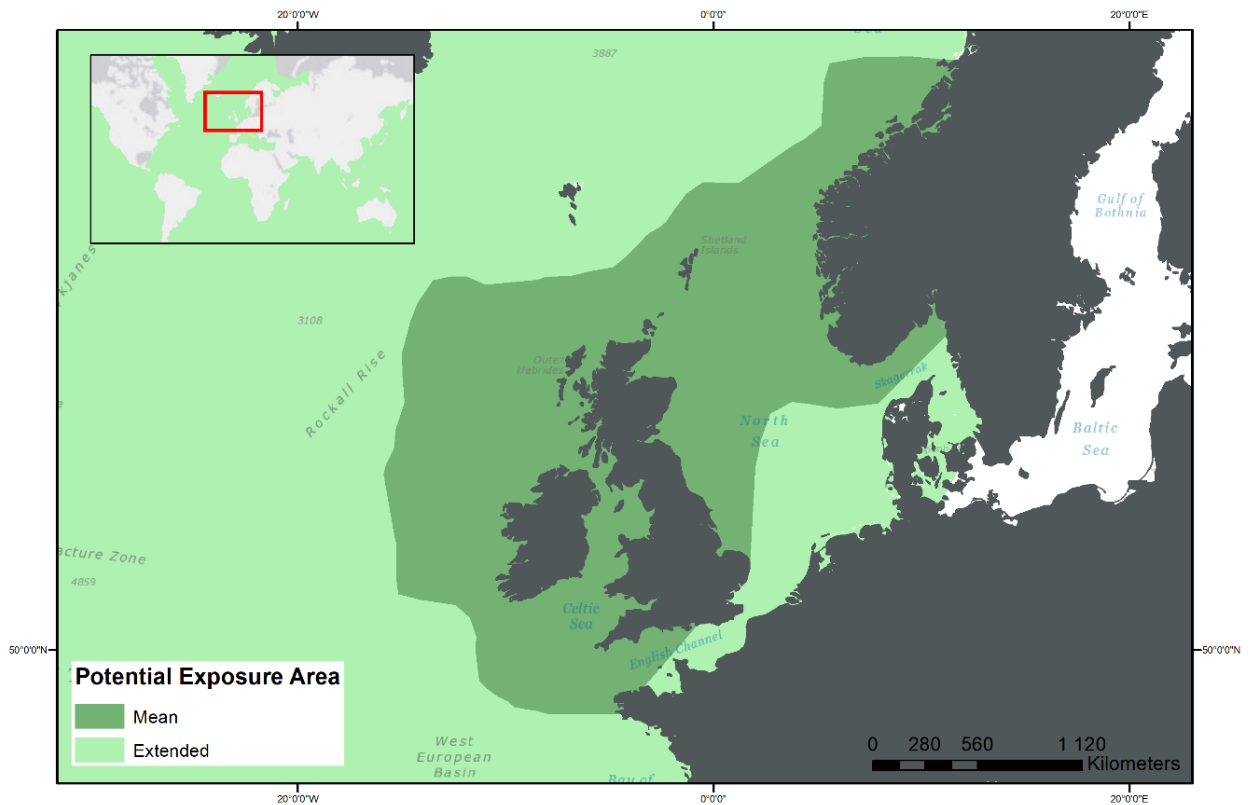 20°0'0"W
0°0'0"
20°0'0"E
3887
Sea
Gulf of
Bothnia
Shetland
Islands
kjanes
3108
Rockall Rise
Outer
Hebrides
Skagerrak
North
Sea
Baltic
Sea
acture Zone
4859
Celtic
Sea
English Channel
50°0'0"N
50°0'0"N
Potential Exposure Area
Mean
Extended
West
European
Basin
Bay of
0 280 560 1 120
Kilometers
20°0'0"W
0°0'0"
20°0'0"E